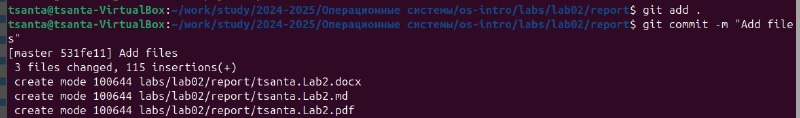 tsanta@tsanta-VirtualBox:~/work/study/2024-2025/Операционные системы/os-intro/labs/lab02/report$ git add .
tsanta@tsanta-VirtualBox:~/work/study/2024-2025/Операционные системы/os-intro/labs/lab02/report$ git commit -m "Add file
s"
[master 531fe11] Add files
 3 files changed, 115 insertions(+)
 create mode 100644 labs/lab02/report/tsanta.Lab2.docx
 create mode 100644 labs/lab02/report/tsanta.Lab2.md
 create mode 100644 labs/lab02/report/tsanta.Lab2.pdf